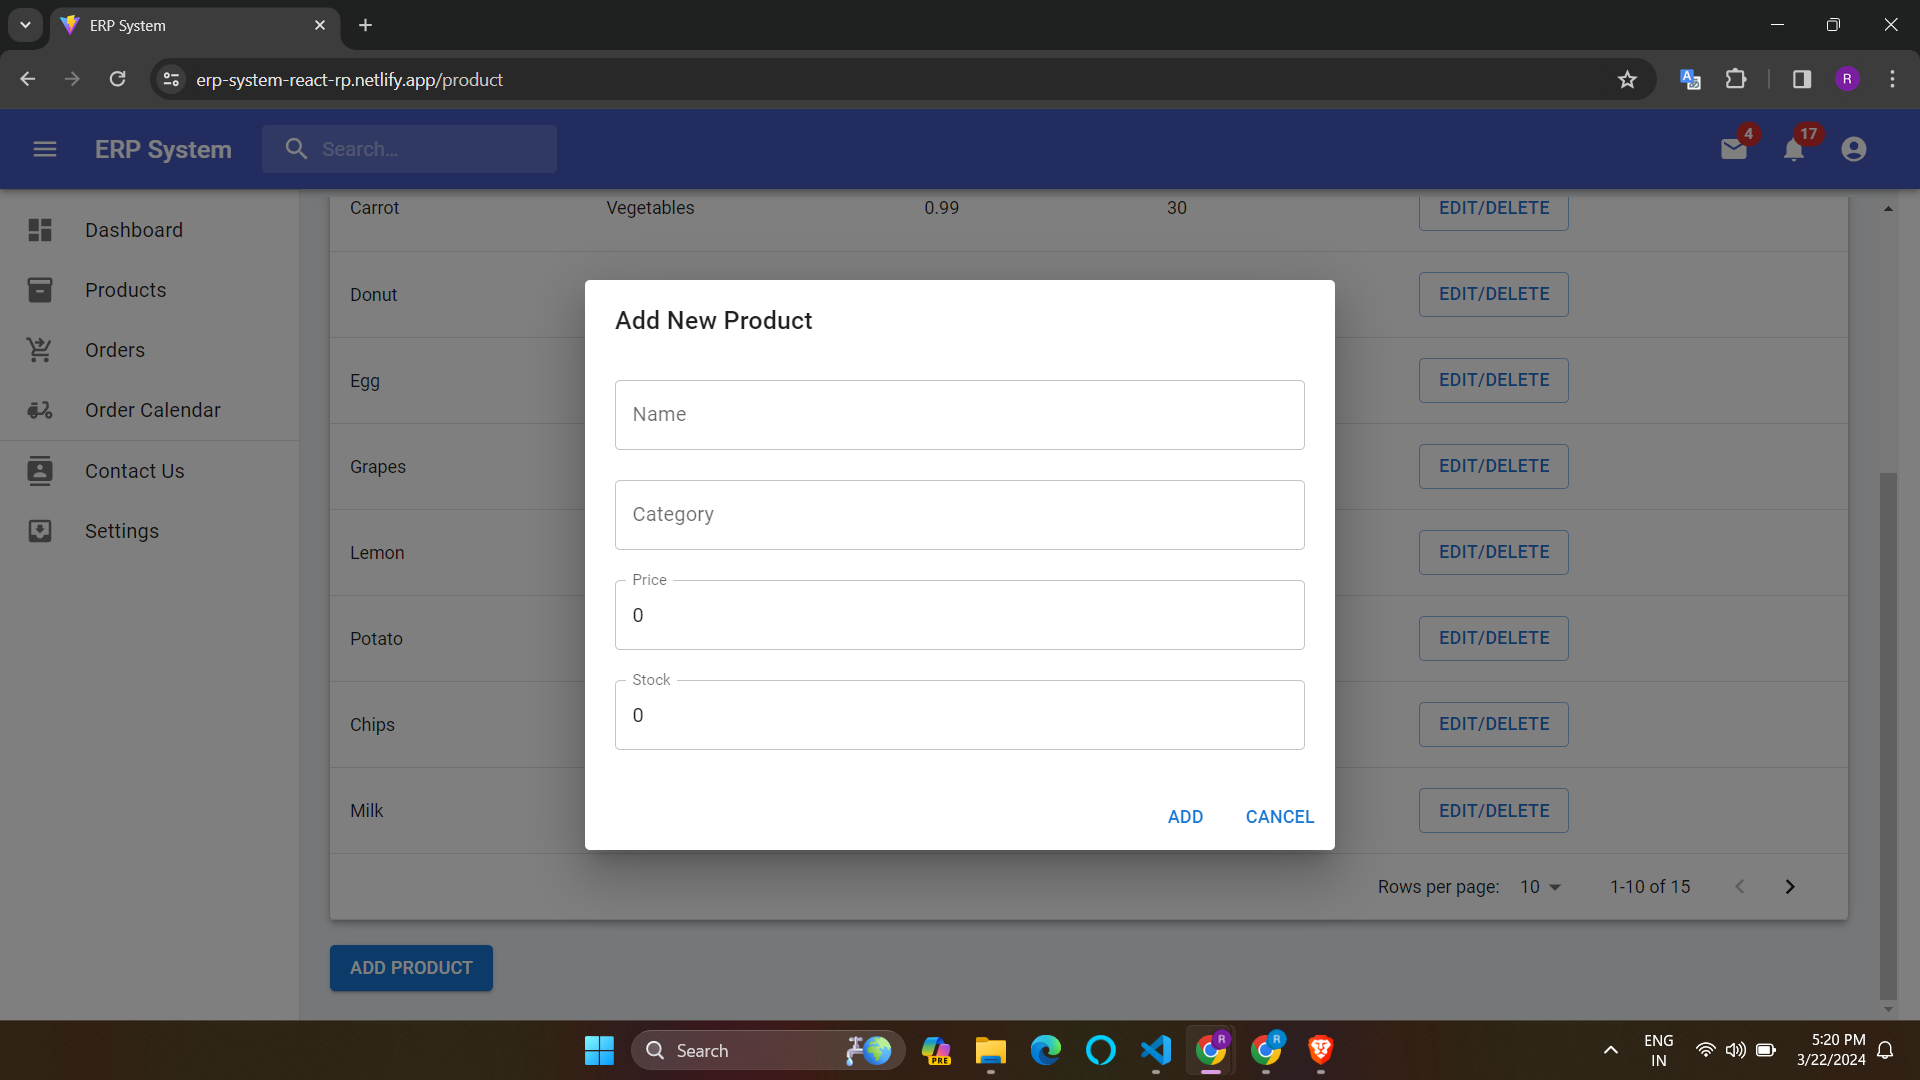 ERP System
erp-system-react-rp.netlify.app/product
R
ERP System
Search...
4
17
Dashboard
Products
Orders
Order Calendar
Contact Us
Settings
Carrot Vegetables 0.99 30 EDIT/DELETE
Donut EDIT/DELETE
Egg EDIT/DELETE
Grapes EDIT/DELETE
Lemon EDIT/DELETE
Potato EDIT/DELETE
Chips EDIT/DELETE
Milk EDIT/DELETE
Add New Product
Name
Category
Price
0
Stock
0
ADD CANCEL
Rows per page: 10 1-10 of 15
ADD PRODUCT
Search
PRE
R
R
ENG
IN
5:20 PM
3/22/2024